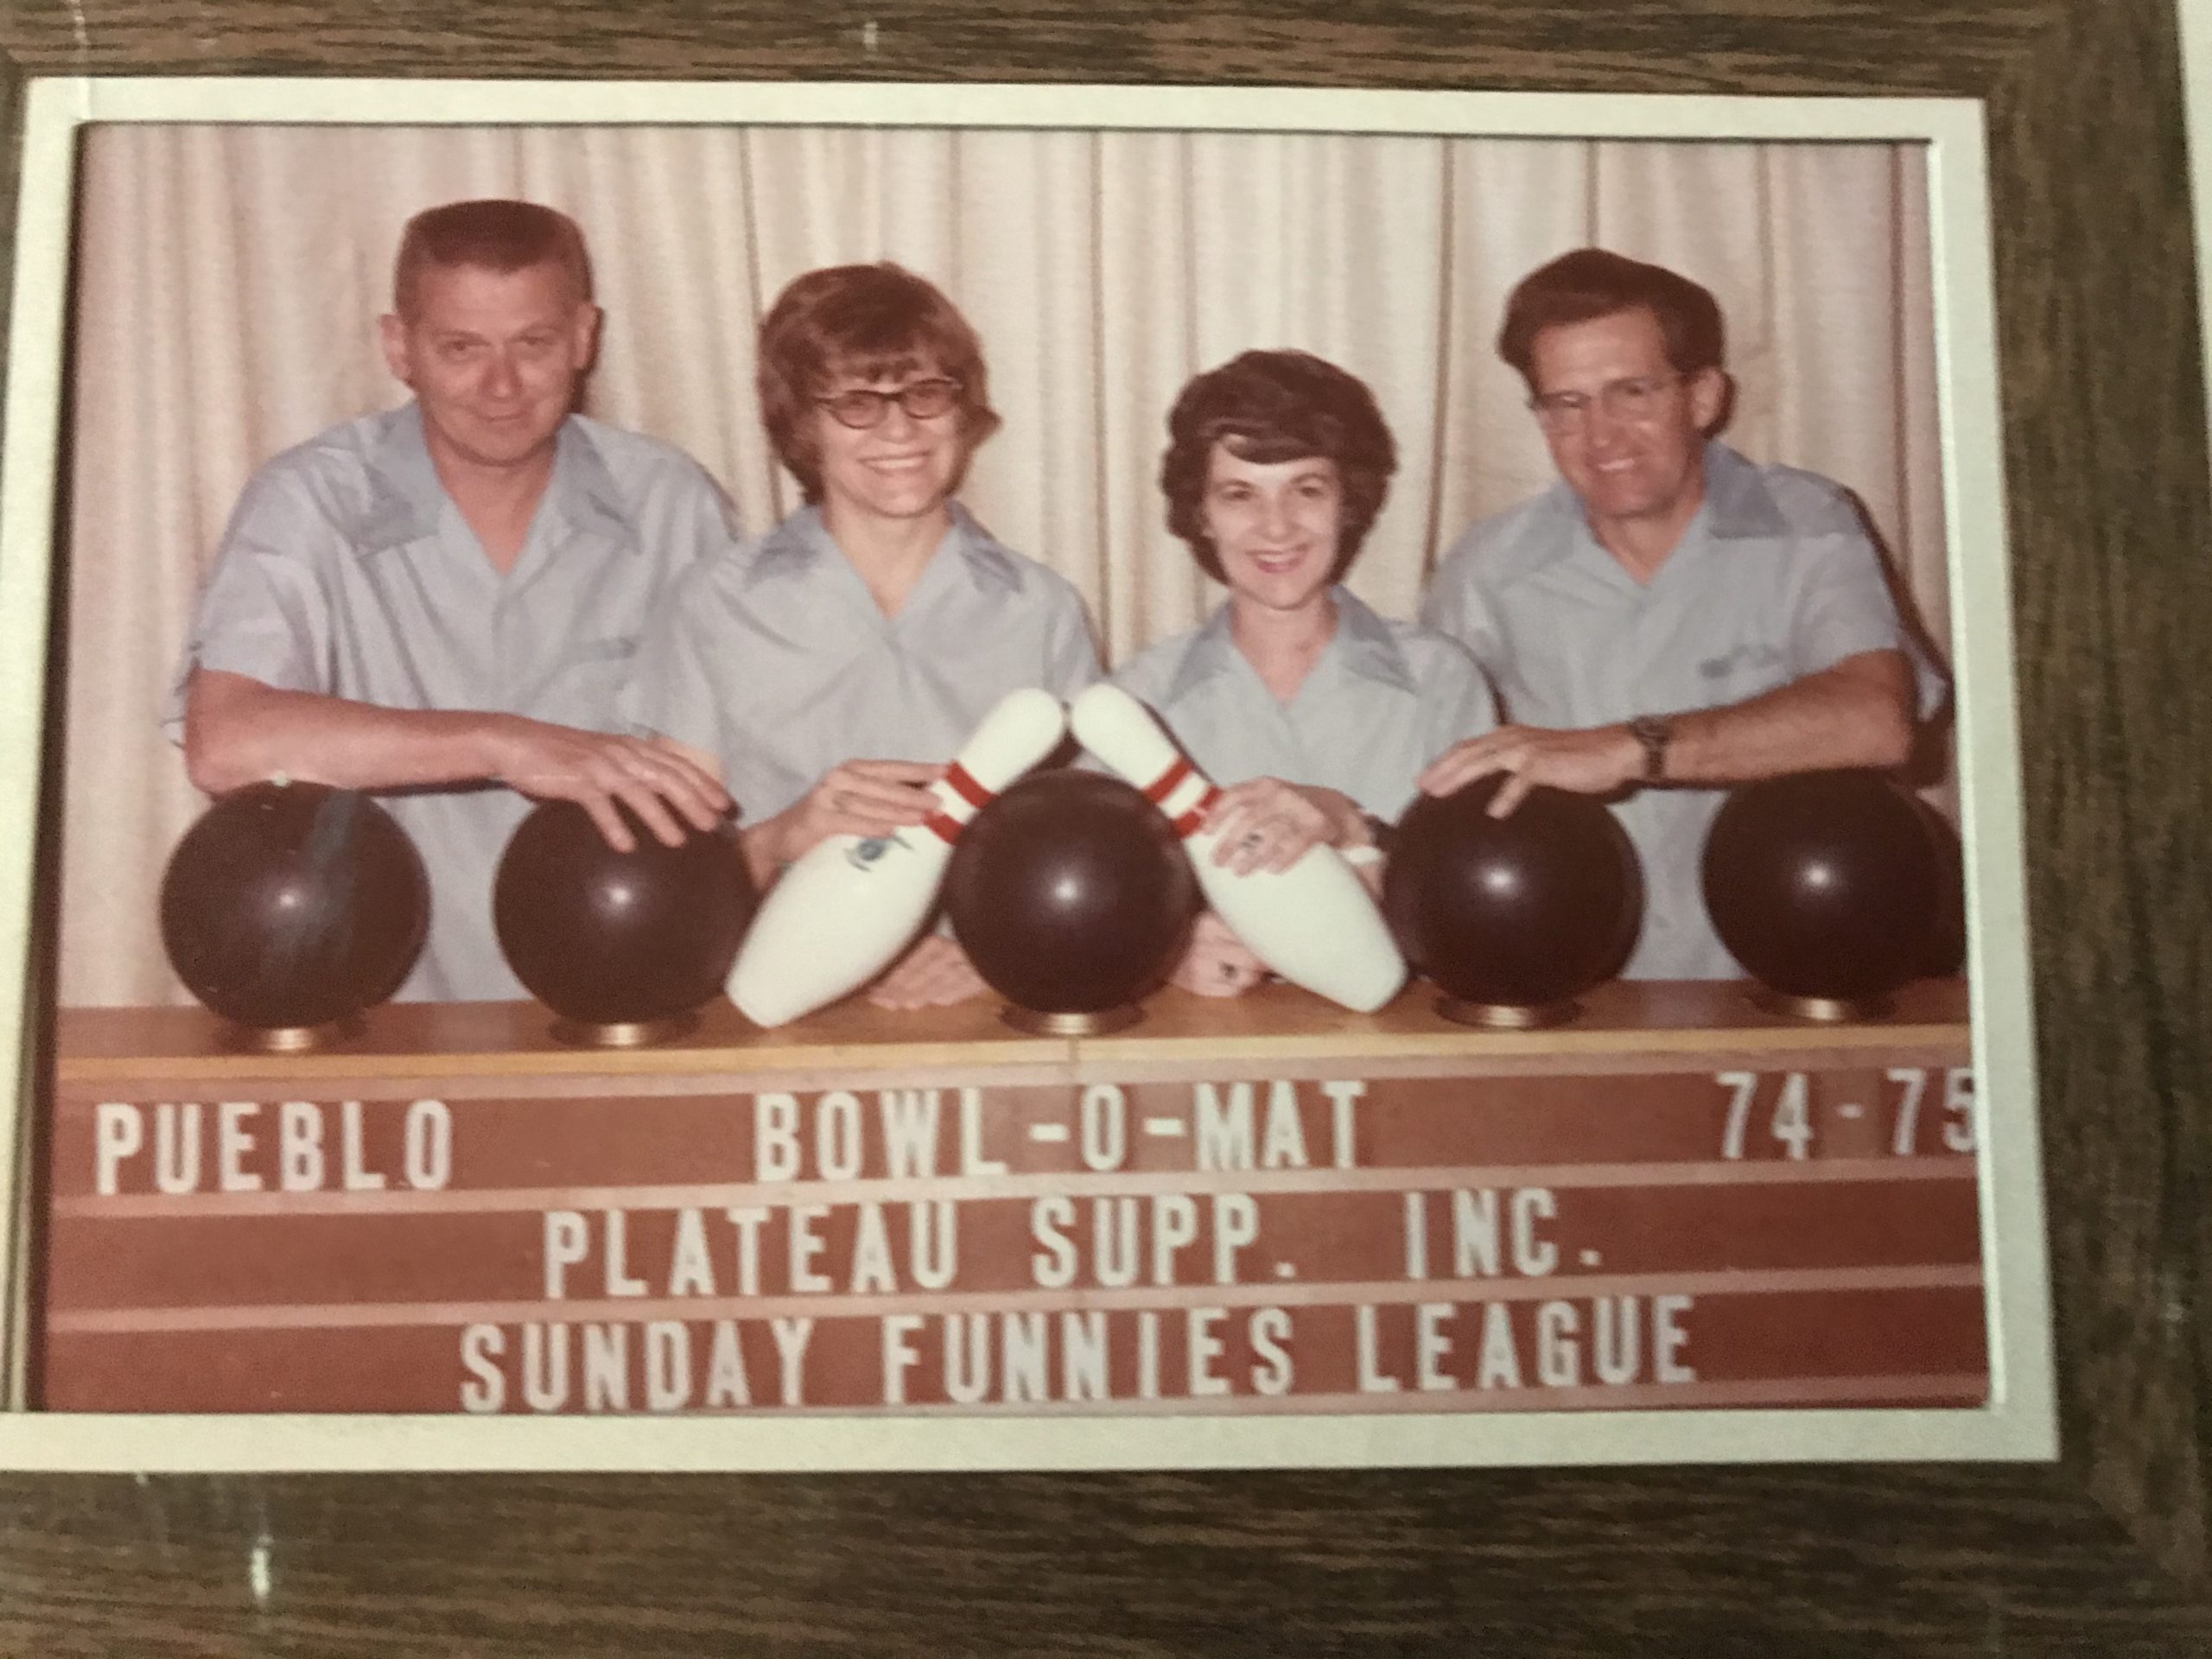 PUEBLO BOWL-O-MAT 74-75
PLATEAU SUPP. INC.
SUNDAY FUNNIES LEAGUE